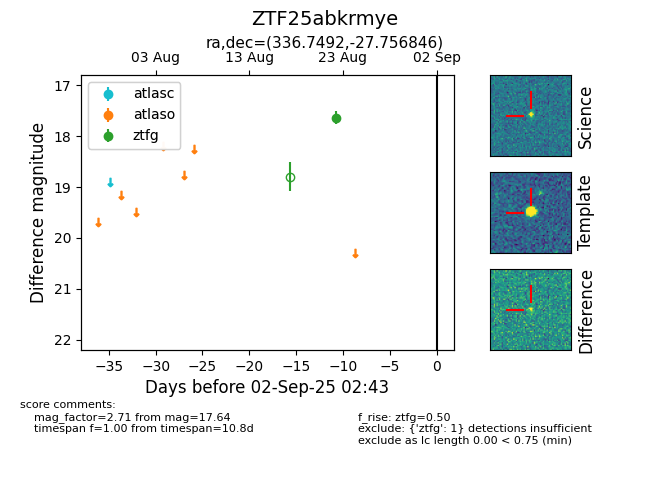 ZTF25abkrmye
ra,dec=(336.7492,-27.756846)
03 Aug 13 Aug 23 Aug 02 Sep
atlasc
atlaso
ztfg
Difference magnitude
17
18
19
20
21
22
−35 −30 −25 −20 −15 −10 −5 0
Days before 02-Sep-25 02:43
Science
Template
Difference
score comments:
mag_factor=2.71 from mag=17.64
timespan f=1.00 from timespan=10.8d
f_rise: ztfg=0.50
exclude: {'ztfg': 1} detections insufficient
exclude as lc length 0.00 < 0.75 (min)